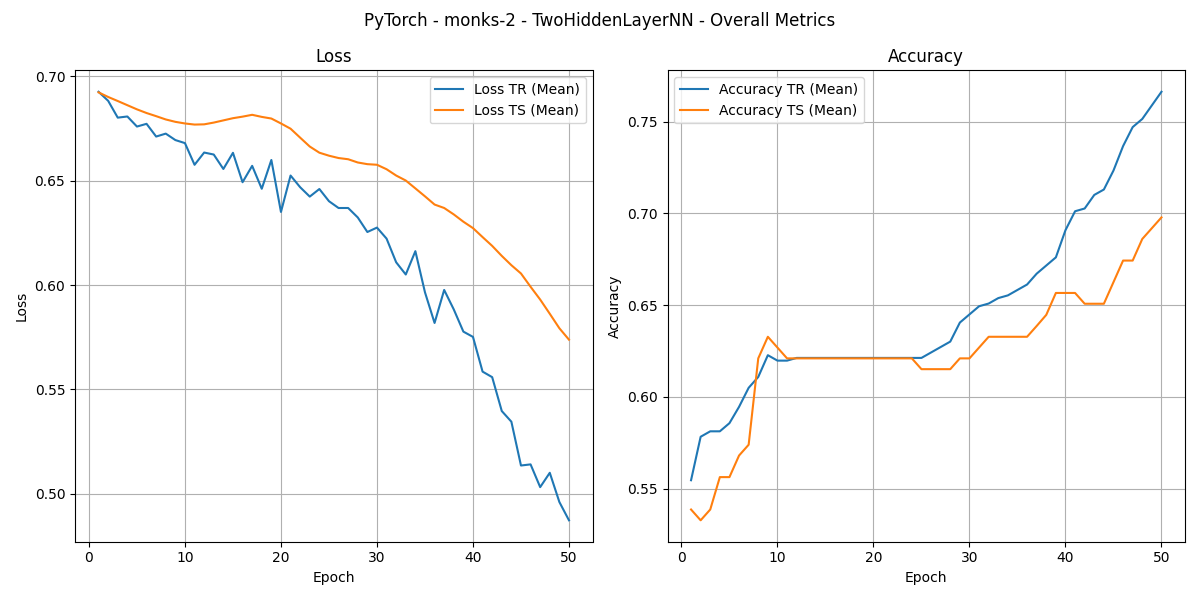 PyTorch - monks-2 - TwoHiddenLayerNN - Overall Metrics
Loss
Loss TR (Mean)
Loss TS (Mean)
0.70
0.65
0.60
0.55
0.50
Loss
0
10
20
30
40
50
Epoch
Accuracy
Accuracy TR (Mean)
Accuracy TS (Mean)
0.75
0.70
0.65
0.60
0.55
Accuracy
0
10
20
30
40
50
Epoch